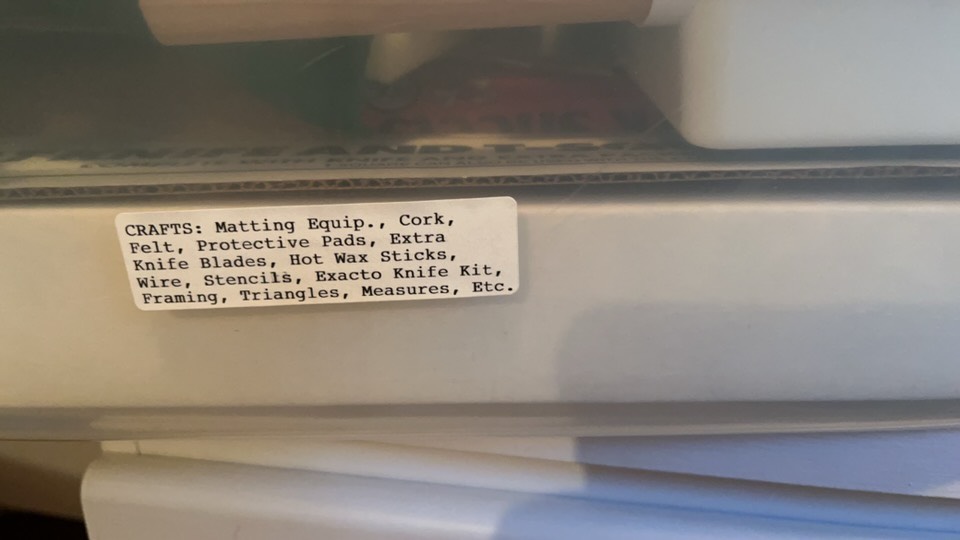 CRAFTS: Matting Equip., Cork,
Felt, Protective Pads, Extra
Knife Blades, Hot Wax Sticks,
Wire, Stencils, Exacto Knife Kit,
Framing, Triangles, Measures, Etc.